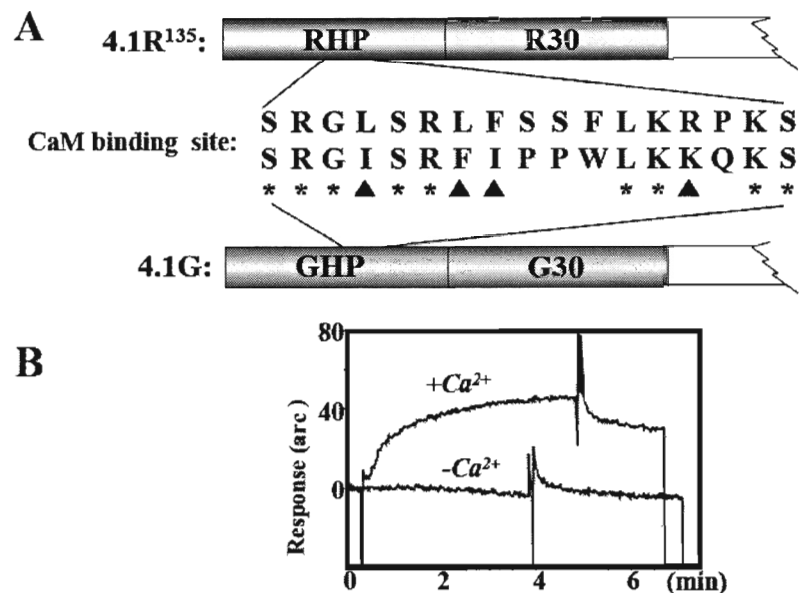 A
4.1R¹³⁵: RHP R30
CaM binding site:
S R G L S R L F S S F L K R P K S
S R G I S R F I P P W L K K Q K S
* * * ▲ * * ▲ ▲ * * ▲ * *
4.1G: GHP G30
B
Response (arc)
80
40
0
+Ca²⁺
-Ca²⁺
0 2 4 6 (min)